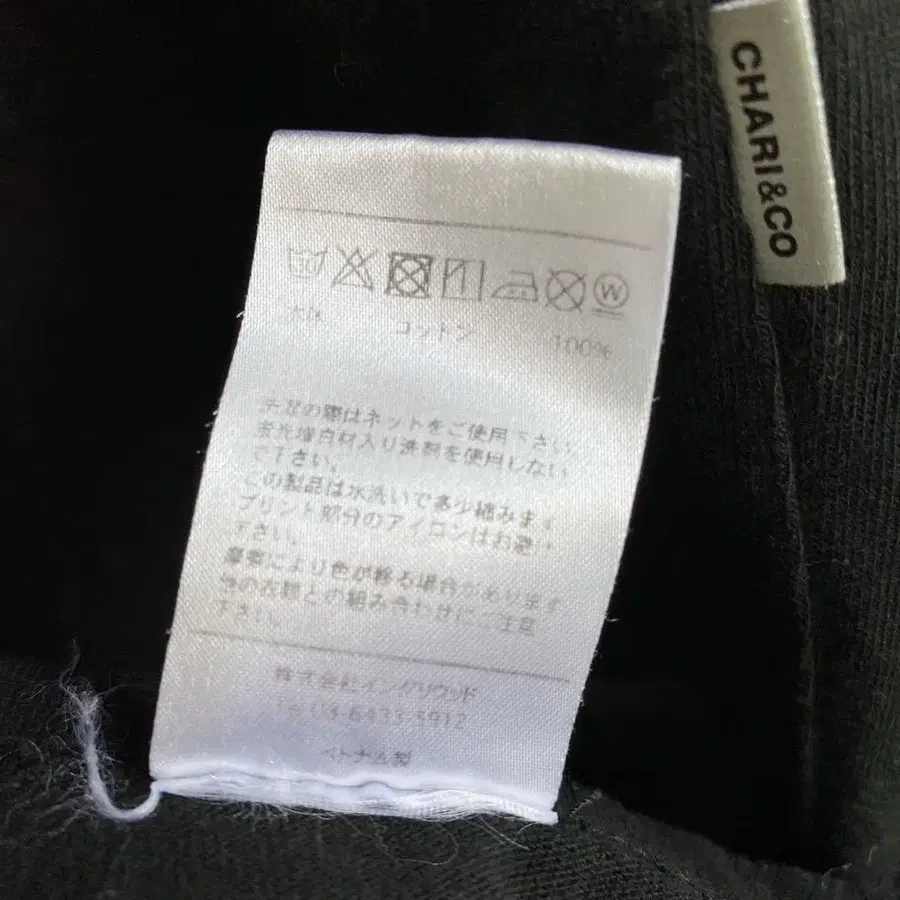 CHARI&CO
W
本体 コットン 100%
洗濯の際はネットをご使用下さい。
蛍光増白材入り洗剤を使用しない
で下さい。
この製品は水洗いで多少縮みます
プリント部分のアイロンはお避け
下さい。
摩擦により色が移る場合があります
他の衣類との組み合わせにご注意
下さい。
株式会社イングリウッド
Tel 03-6433-5912
ベトナム製